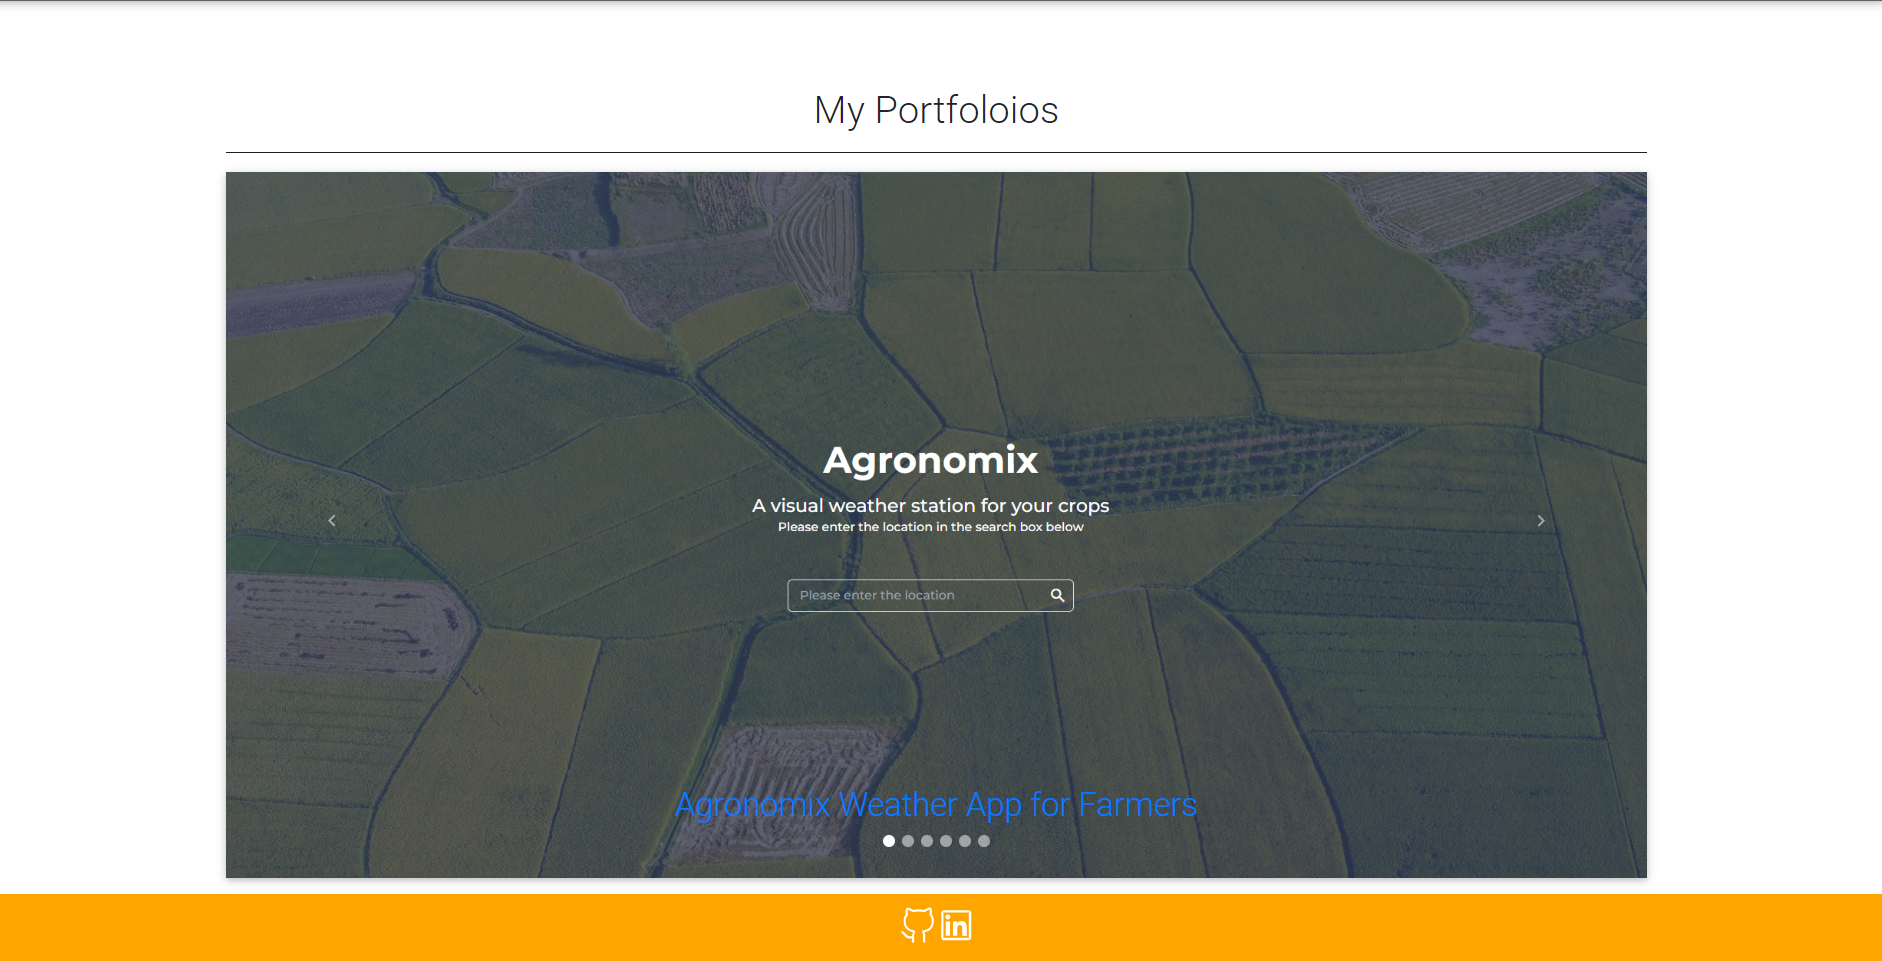 My Portfoloios
Agronomix
A visual weather station for your crops
Please enter the location in the search box below
Please enter the location
Agronomix Weather App for Farmers
in